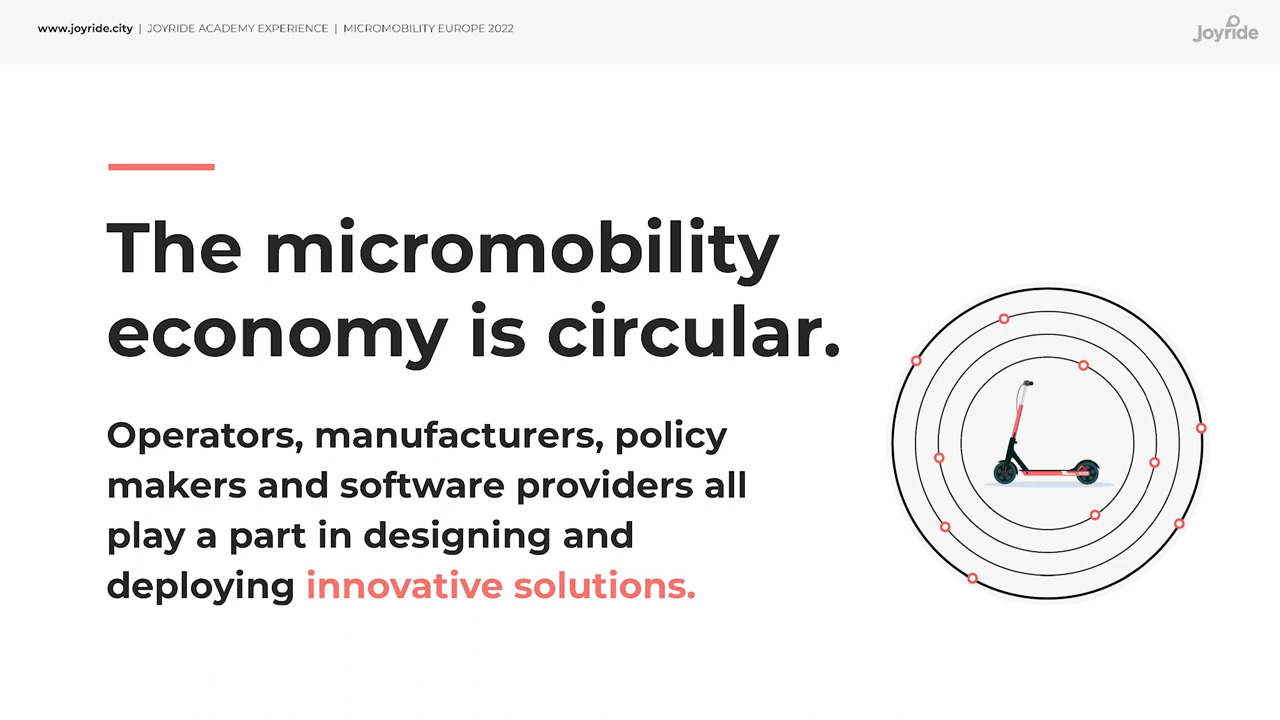 www.joyride.city | JOYRIDE ACADEMY EXPERIENCE | MICROMOBILITY EUROPE 2022
Joyride
The micromobility
economy is circular.
Operators, manufacturers, policy
makers and software providers all
play a part in designing and
deploying innovative solutions.